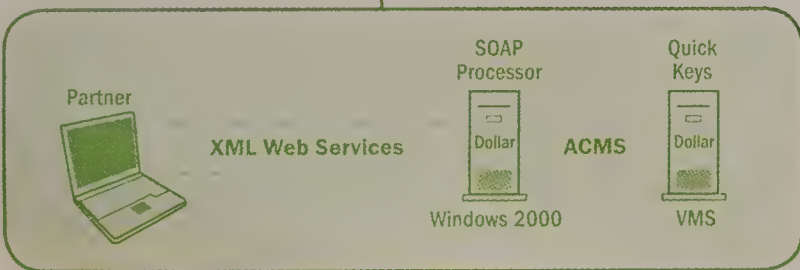 SOAP
Processor
Quick
Keys
Partner
XML Web Services
Dollar
ACMS
Dollar
Windows 2000
VMS